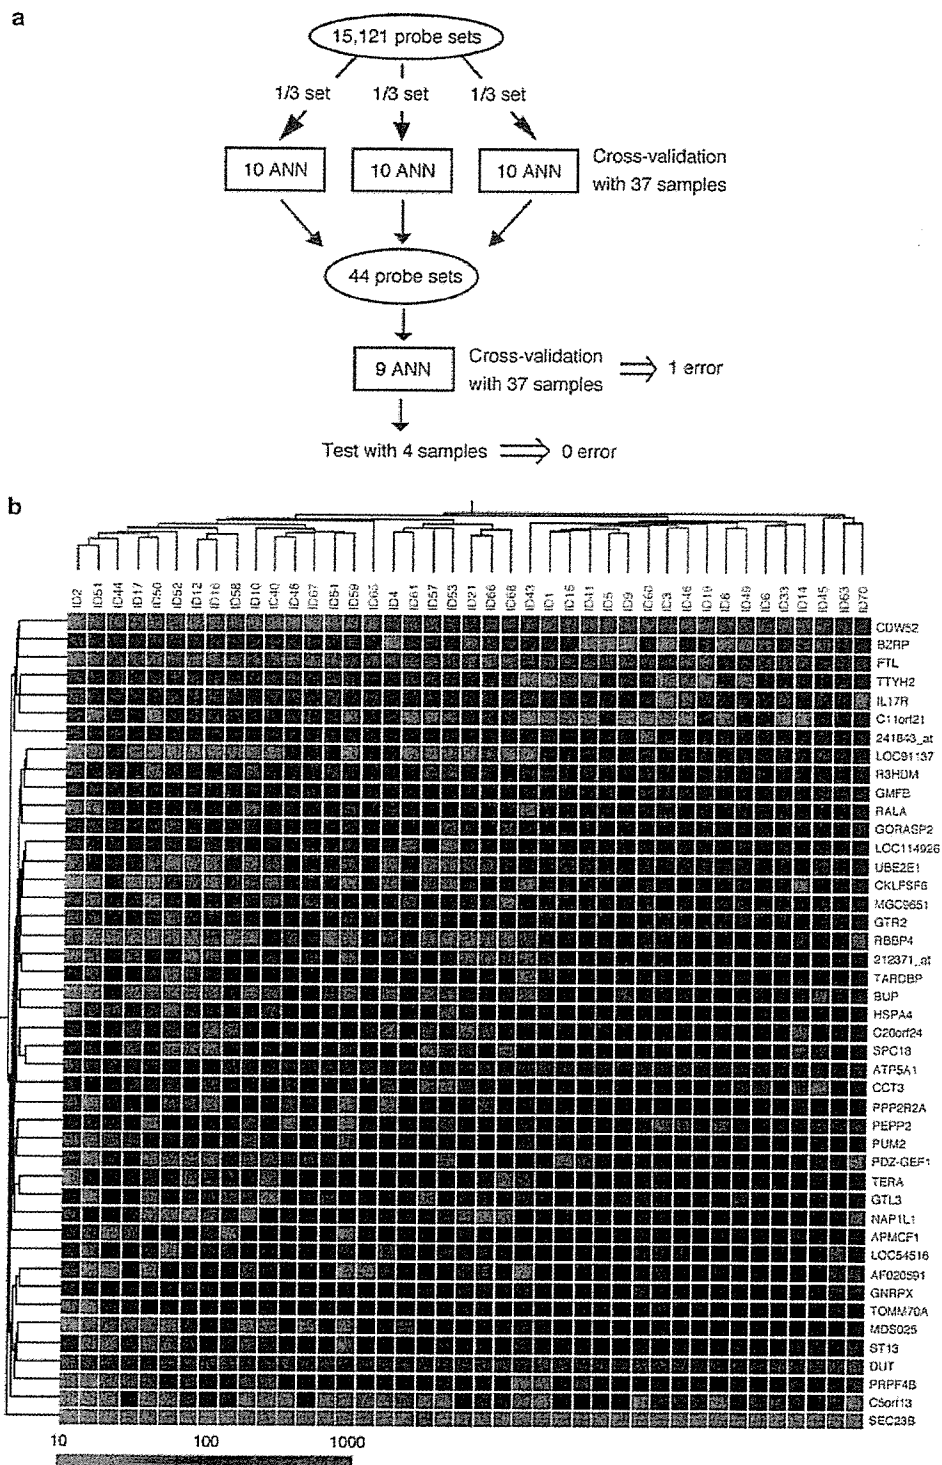 a
15,121 probe sets
1/3 set 1/3 set 1/3 set
10 ANN 10 ANN 10 ANN
Cross-validation
with 37 samples
44 probe sets
9 ANN
Cross-validation
with 37 samples
1 error
Test with 4 samples
0 error
b
ID2 ID51 ID44 ID17 ID50 ID52 ID12 ID16 ID58 ID10 ID40 ID48 ID67 ID59 ID4 ID61 ID57 ID53 ID21 ID66 ID68 ID43 ID1 ID15 ID41 ID5 ID9 ID60 ID3 ID46 ID19 ID49 ID33 ID14 ID45 ID63 ID70
CDW52
BZRP
FTL
TTYH2
IL17R
C11orf21
241843_at
LOC91137
R3HDM
GMFB
RALA
GORASP2
LOC114926
UBE2E1
CKLFSF6
MGC9651
GTR2
RBBP4
212371_at
TARDBP
BUP
HSPA4
C20orf24
SPC18
ATP5A1
CCT3
PPP2R2A
PEPP2
PUM2
PDZ-GEF1
TERA
GTL3
NAP1L1
APMCF1
LOC54516
AF020591
GNRPX
TOMM70A
MDS025
ST13
DUT
PRPF4B
C5orf13
SEC23B
10 100 1000